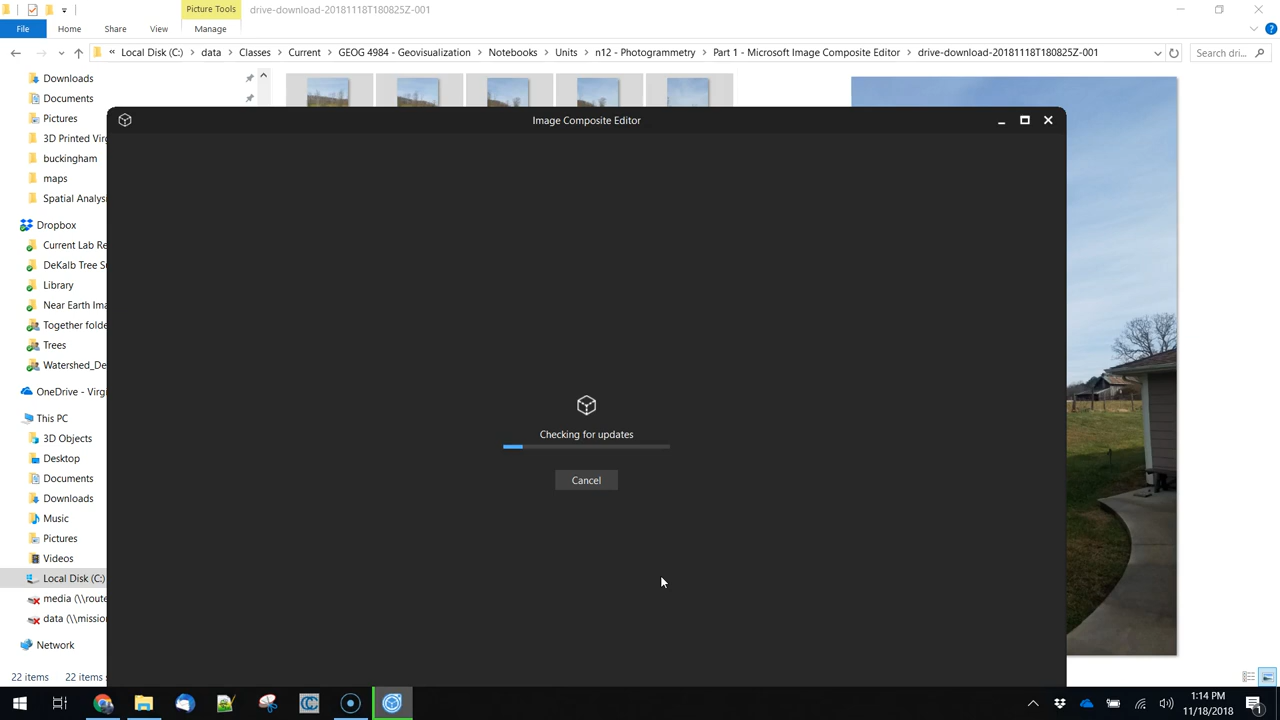 Picture Tools
drive-download-20181118T180825Z-001
File
Home
Share
View
Manage
« Local Disk (C:) › data › Classes › Current › GEOG 4984 - Geovisualization › Notebooks › Units › n12 - Photogrammetry › Part 1 - Microsoft Image Composite Editor › drive-download-20181118T180825Z-001
Search dri...
Downloads
Documents
Pictures
3D Printed Virg
buckingham
maps
Spatial Analys
Dropbox
Current Lab Re
DeKalb Tree S
Library
Near Earth Ima
Together folde
Trees
Watershed_De
OneDrive - Virgi
This PC
3D Objects
Desktop
Documents
Downloads
Music
Pictures
Videos
Local Disk (C:)
media (\\route
data (\\mission
Network
22 items
22 items s
Image Composite Editor
Checking for updates
Cancel
1:14 PM
11/18/2018
1